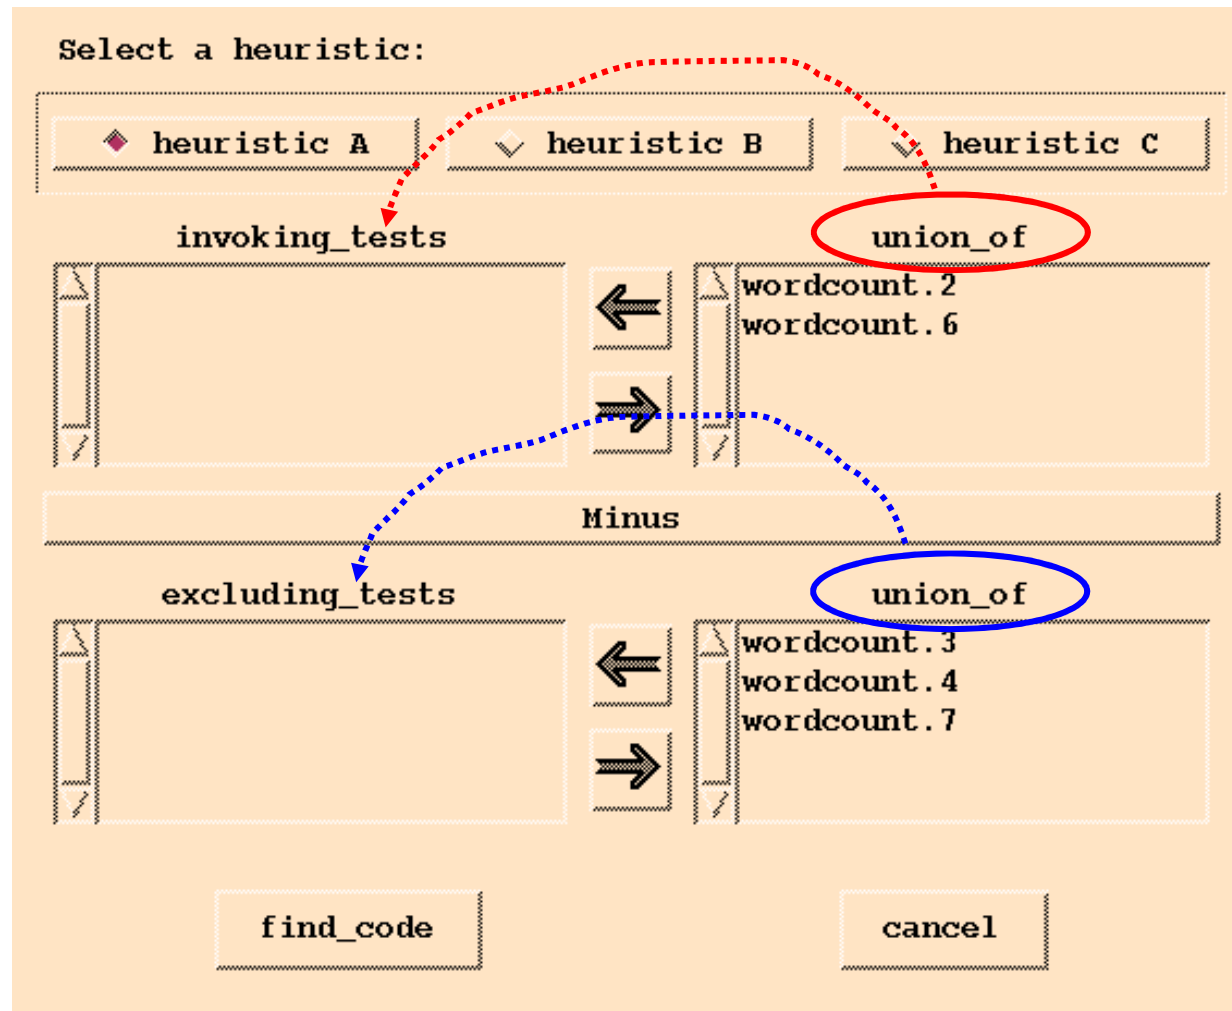 Select a heuristic:
heuristic A heuristic B heuristic C
invoking_tests union_of
wordcount.2
wordcount.6
Minus
excluding_tests union_of
wordcount.3
wordcount.4
wordcount.7
find_code cancel